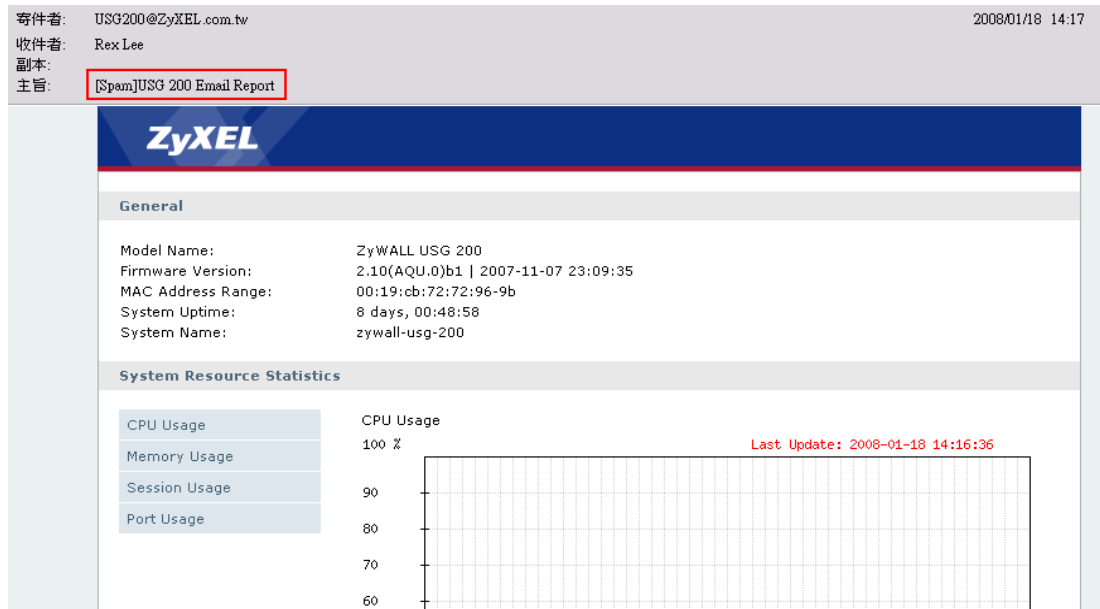 寄件者: USG200@ZyXEL.com.tw 2008/01/18 14:17
收件者: Rex Lee
副本:
主旨: [Spam]USG 200 Email Report
ZyXEL
General
Model Name: ZyWALL USG 200
Firmware Version: 2.10(AQU.0)b1 | 2007-11-07 23:09:35
MAC Address Range: 00:19:cb:72:72:96-9b
System Uptime: 8 days, 00:48:58
System Name: zywall-usg-200
System Resource Statistics
CPU Usage
Memory Usage
Session Usage
Port Usage
CPU Usage
100 % Last Update: 2008-01-18 14:16:36
90
80
70
60